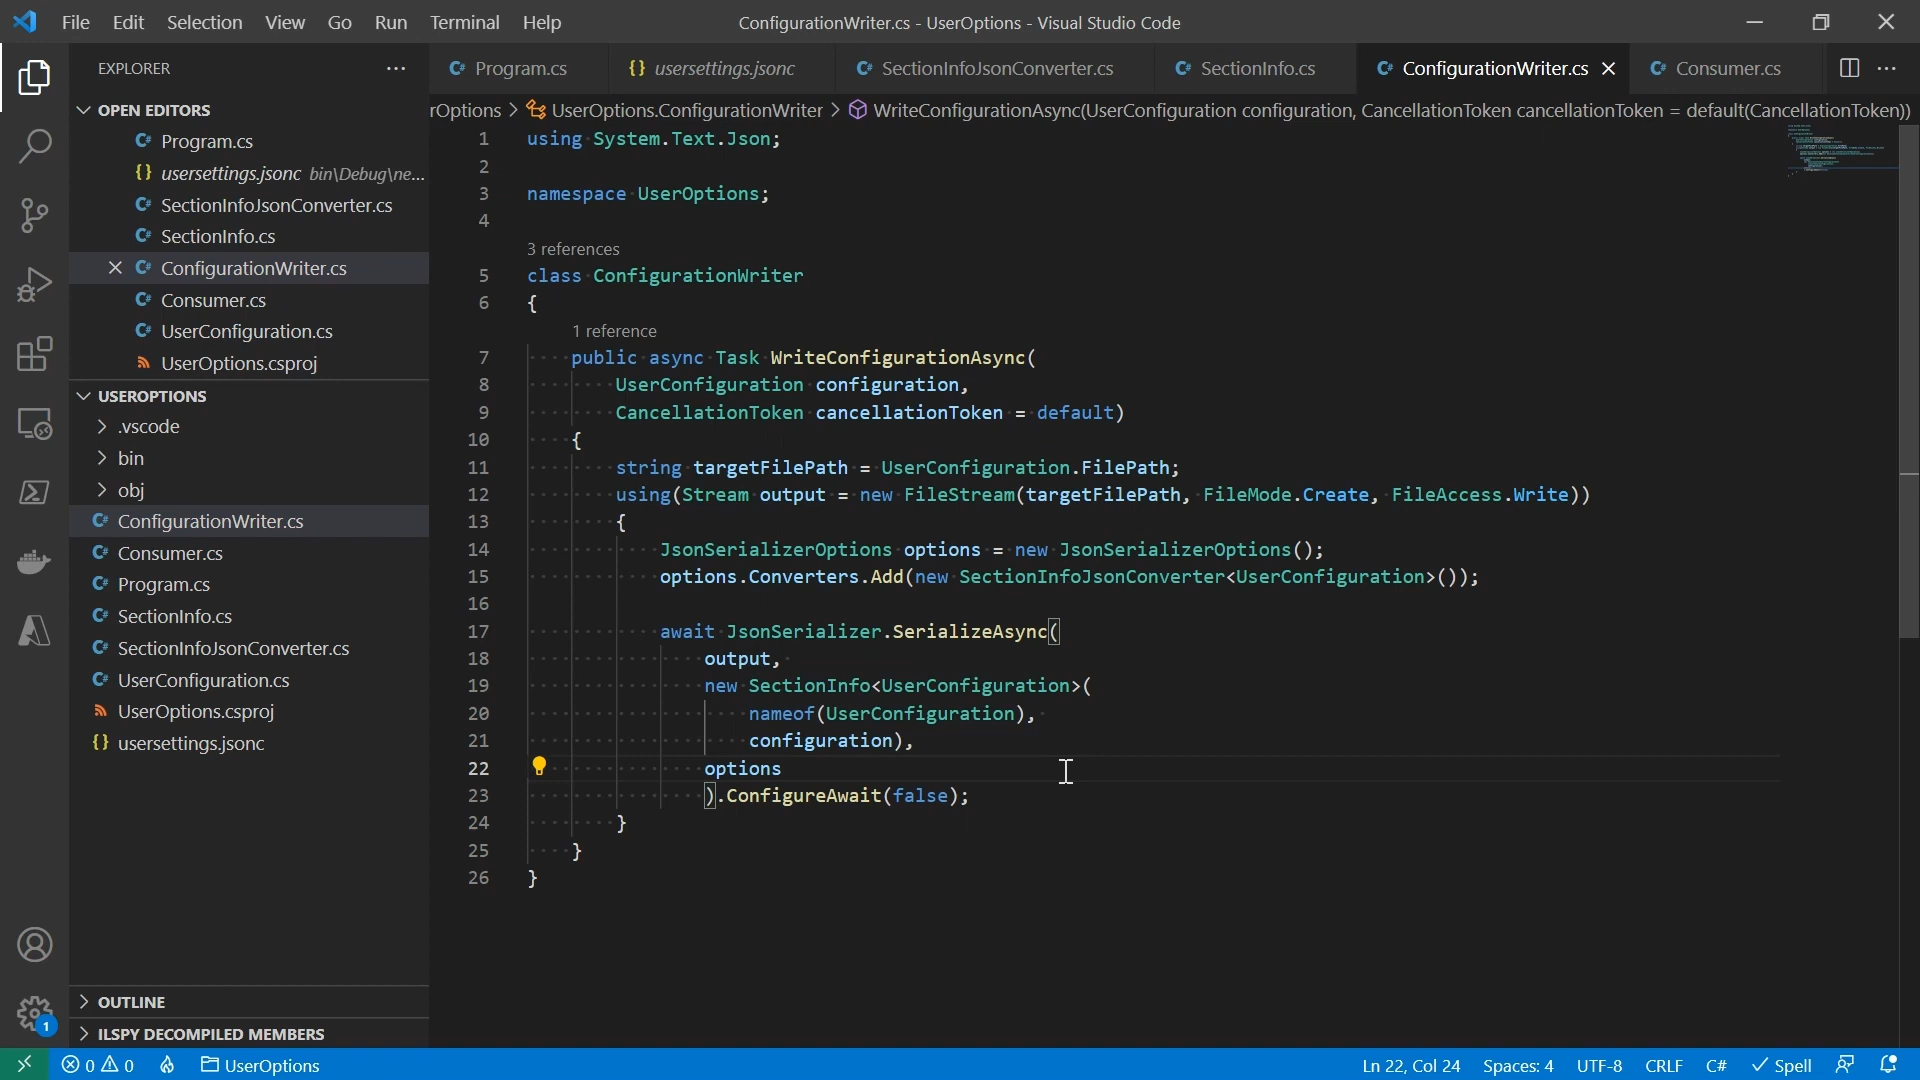 File Edit Selection View Go Run Terminal Help
ConfigurationWriter.cs - UserOptions - Visual Studio Code
EXPLORER
OPEN EDITORS
Program.cs
usersettings.jsonc bin\Debug\ne...
SectionInfoJsonConverter.cs
SectionInfo.cs
ConfigurationWriter.cs
Consumer.cs
UserConfiguration.cs
UserOptions.csproj
USEROPTIONS
.vscode
bin
obj
ConfigurationWriter.cs
Consumer.cs
Program.cs
SectionInfo.cs
SectionInfoJsonConverter.cs
UserConfiguration.cs
UserOptions.csproj
usersettings.jsonc
OUTLINE
ILSPY DECOMPILED MEMBERS
1
Program.cs usersettings.jsonc SectionInfoJsonConverter.cs SectionInfo.cs ConfigurationWriter.cs Consumer.cs
rOptions > UserOptions.ConfigurationWriter > WriteConfigurationAsync(UserConfiguration configuration, CancellationToken cancellationToken = default(CancellationToken))
1 using System.Text.Json;
2
3 namespace UserOptions;
4
3 references
5 class ConfigurationWriter
6 {
1 reference
7 public async Task WriteConfigurationAsync(
8 UserConfiguration configuration,
9 CancellationToken cancellationToken = default)
10 {
11 string targetFilePath = UserConfiguration.FilePath;
12 using(Stream output = new FileStream(targetFilePath, FileMode.Create, FileAccess.Write))
13 {
14 JsonSerializerOptions options = new JsonSerializerOptions();
15 options.Converters.Add(new SectionInfoJsonConverter<UserConfiguration>());
16
17 await JsonSerializer.SerializeAsync(
18 output,
19 new SectionInfo<UserConfiguration>(
20 nameof(UserConfiguration),
21 configuration),
22 options
23 ).ConfigureAwait(false);
24 }
25 }
26 }
0 0 UserOptions Ln 22, Col 24 Spaces: 4 UTF-8 CRLF C# Spell